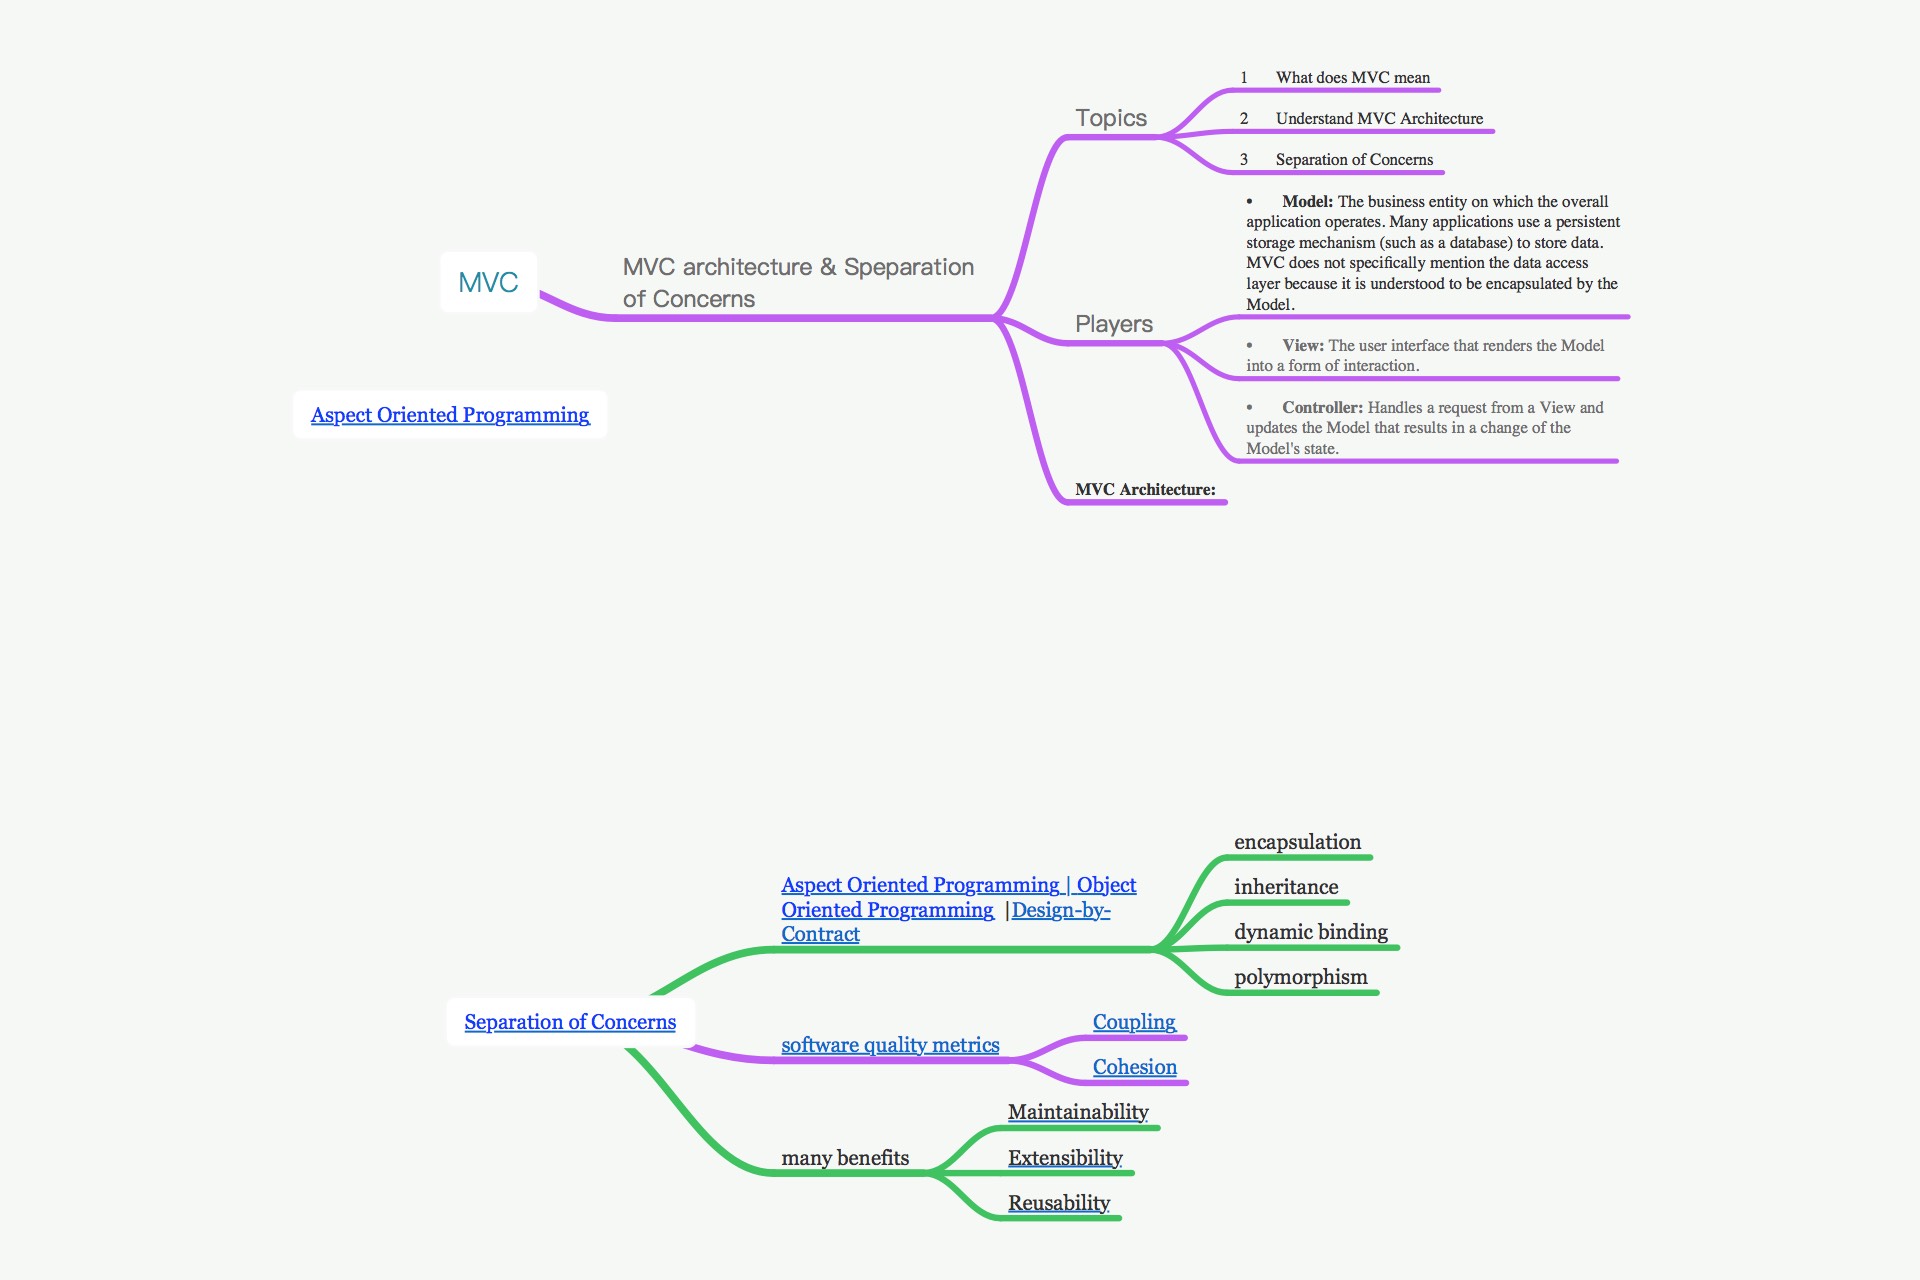 MVC
MVC architecture & Speparation
of Concerns
Topics
1 What does MVC mean
2 Understand MVC Architecture
3 Separation of Concerns
Players
• Model: The business entity on which the overall
application operates. Many applications use a persistent
storage mechanism (such as a database) to store data.
MVC does not specifically mention the data access
layer because it is understood to be encapsulated by the
Model.
• View: The user interface that renders the Model
into a form of interaction.
• Controller: Handles a request from a View and
updates the Model that results in a change of the
Model's state.
MVC Architecture:
Aspect Oriented Programming
Separation of Concerns
Aspect Oriented Programming | Object
Oriented Programming |Design-by-
Contract
encapsulation
inheritance
dynamic binding
polymorphism
software quality metrics
Coupling
Cohesion
many benefits
Maintainability
Extensibility
Reusability